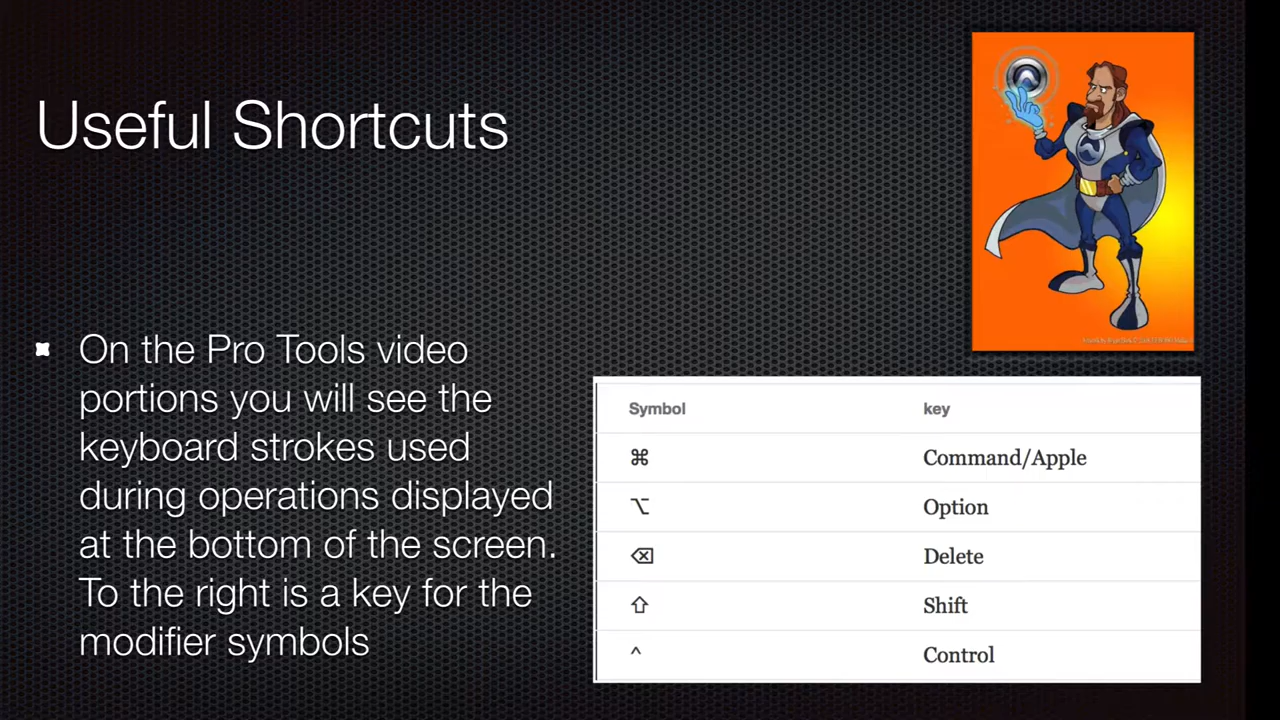 Useful Shortcuts
On the Pro Tools video
portions you will see the
keyboard strokes used
during operations displayed
at the bottom of the screen.
To the right is a key for the
modifier symbols
Symbol key
⌘ Command/Apple
⌥ Option
⌫ Delete
⇧ Shift
^ Control